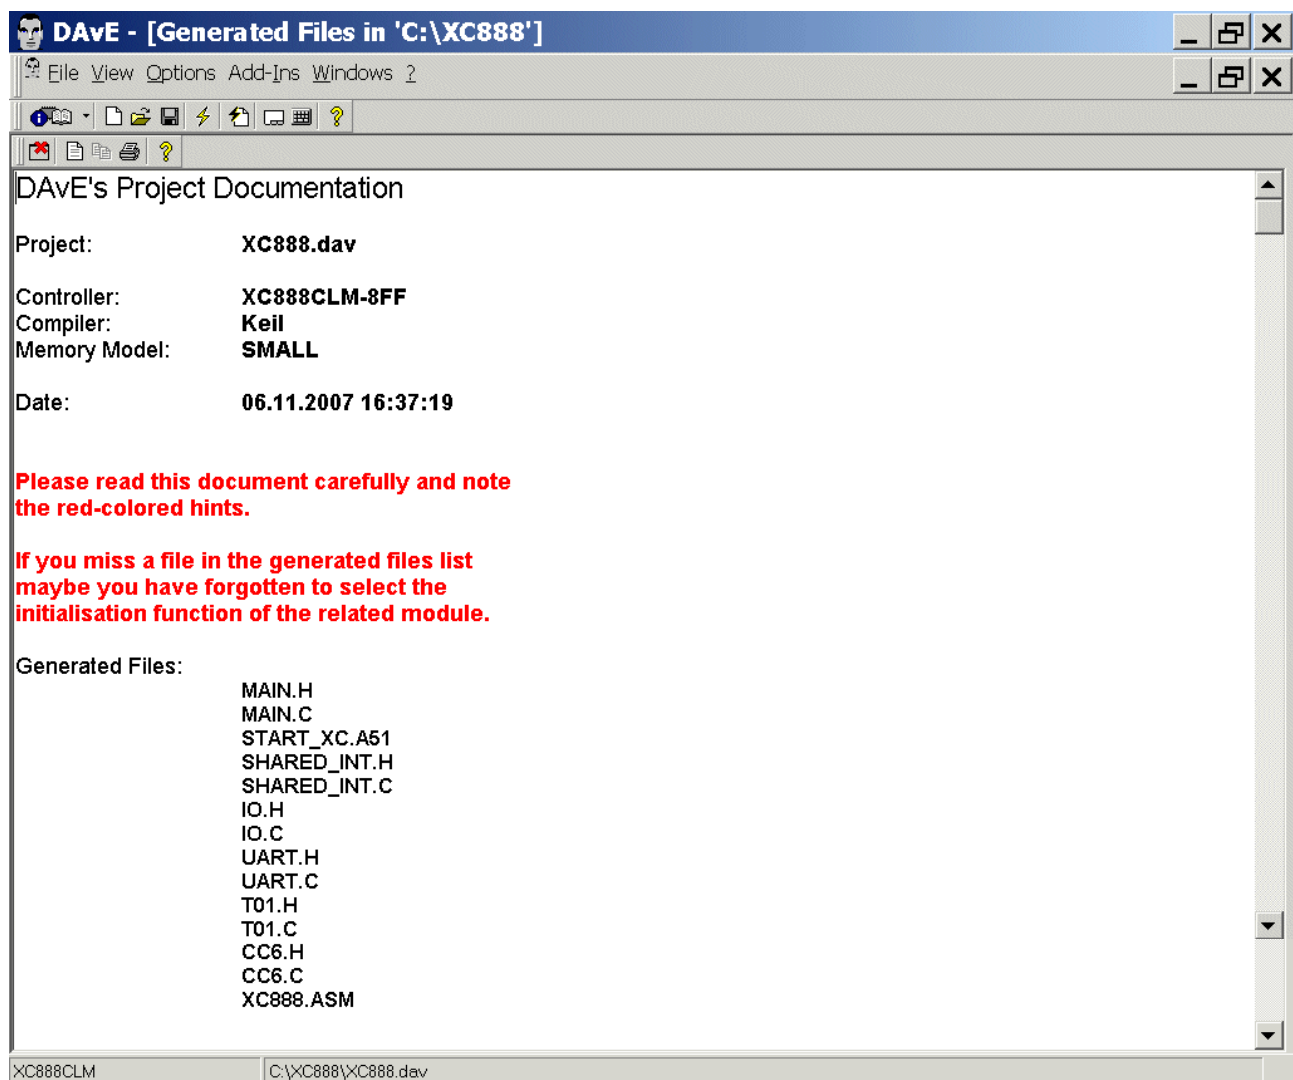 DAvE - [Generated Files in 'C:\XC888']
File View Options Add-Ins Windows ?
DAvE's Project Documentation
Project: XC888.dav
Controller: XC888CLM-8FF
Compiler: Keil
Memory Model: SMALL
Date: 06.11.2007 16:37:19
Please read this document carefully and note
the red-colored hints.
If you miss a file in the generated files list
maybe you have forgotten to select the
initialisation function of the related module.
Generated Files:
MAIN.H
MAIN.C
START_XC.A51
SHARED_INT.H
SHARED_INT.C
IO.H
IO.C
UART.H
UART.C
T01.H
T01.C
CC6.H
CC6.C
XC888.ASM
XC888CLM C:\XC888\XC888.dav